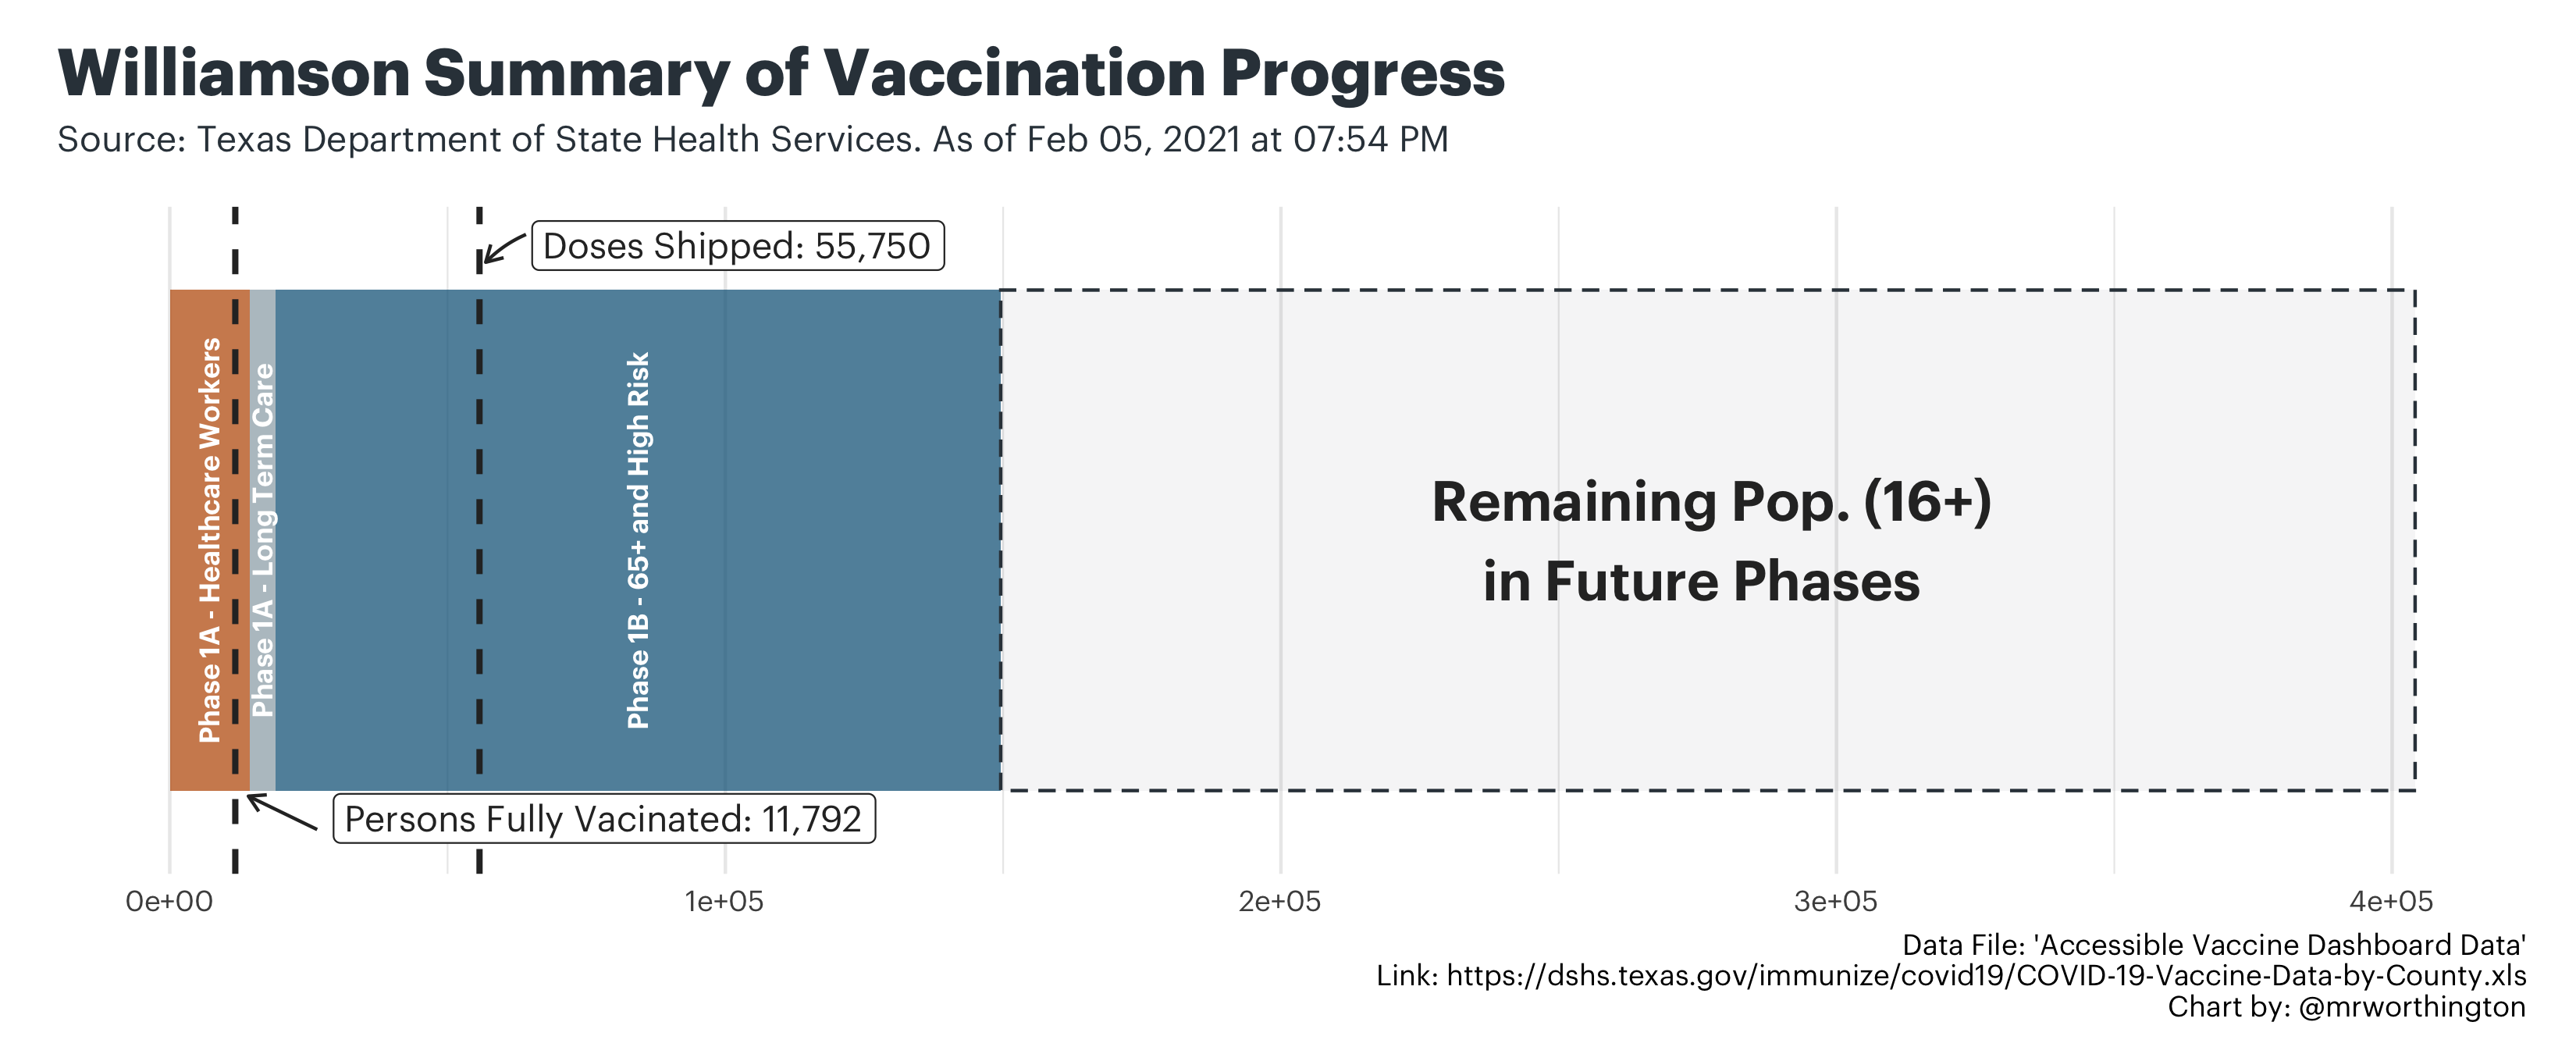 Williamson Summary of Vaccination Progress
Source: Texas Department of State Health Services. As of Feb 05, 2021 at 07:54 PM
Doses Shipped: 55,750
Phase 1A - Healthcare Workers
Phase 1A - Long Term Care
Phase 1B - 65+ and High Risk
Remaining Pop. (16+)
in Future Phases
Persons Fully Vacinated: 11,792
0e+00 1e+05 2e+05 3e+05 4e+05
Data File: 'Accessible Vaccine Dashboard Data'
Link: https://dshs.texas.gov/immunize/covid19/COVID-19-Vaccine-Data-by-County.xls
Chart by: @mrworthington